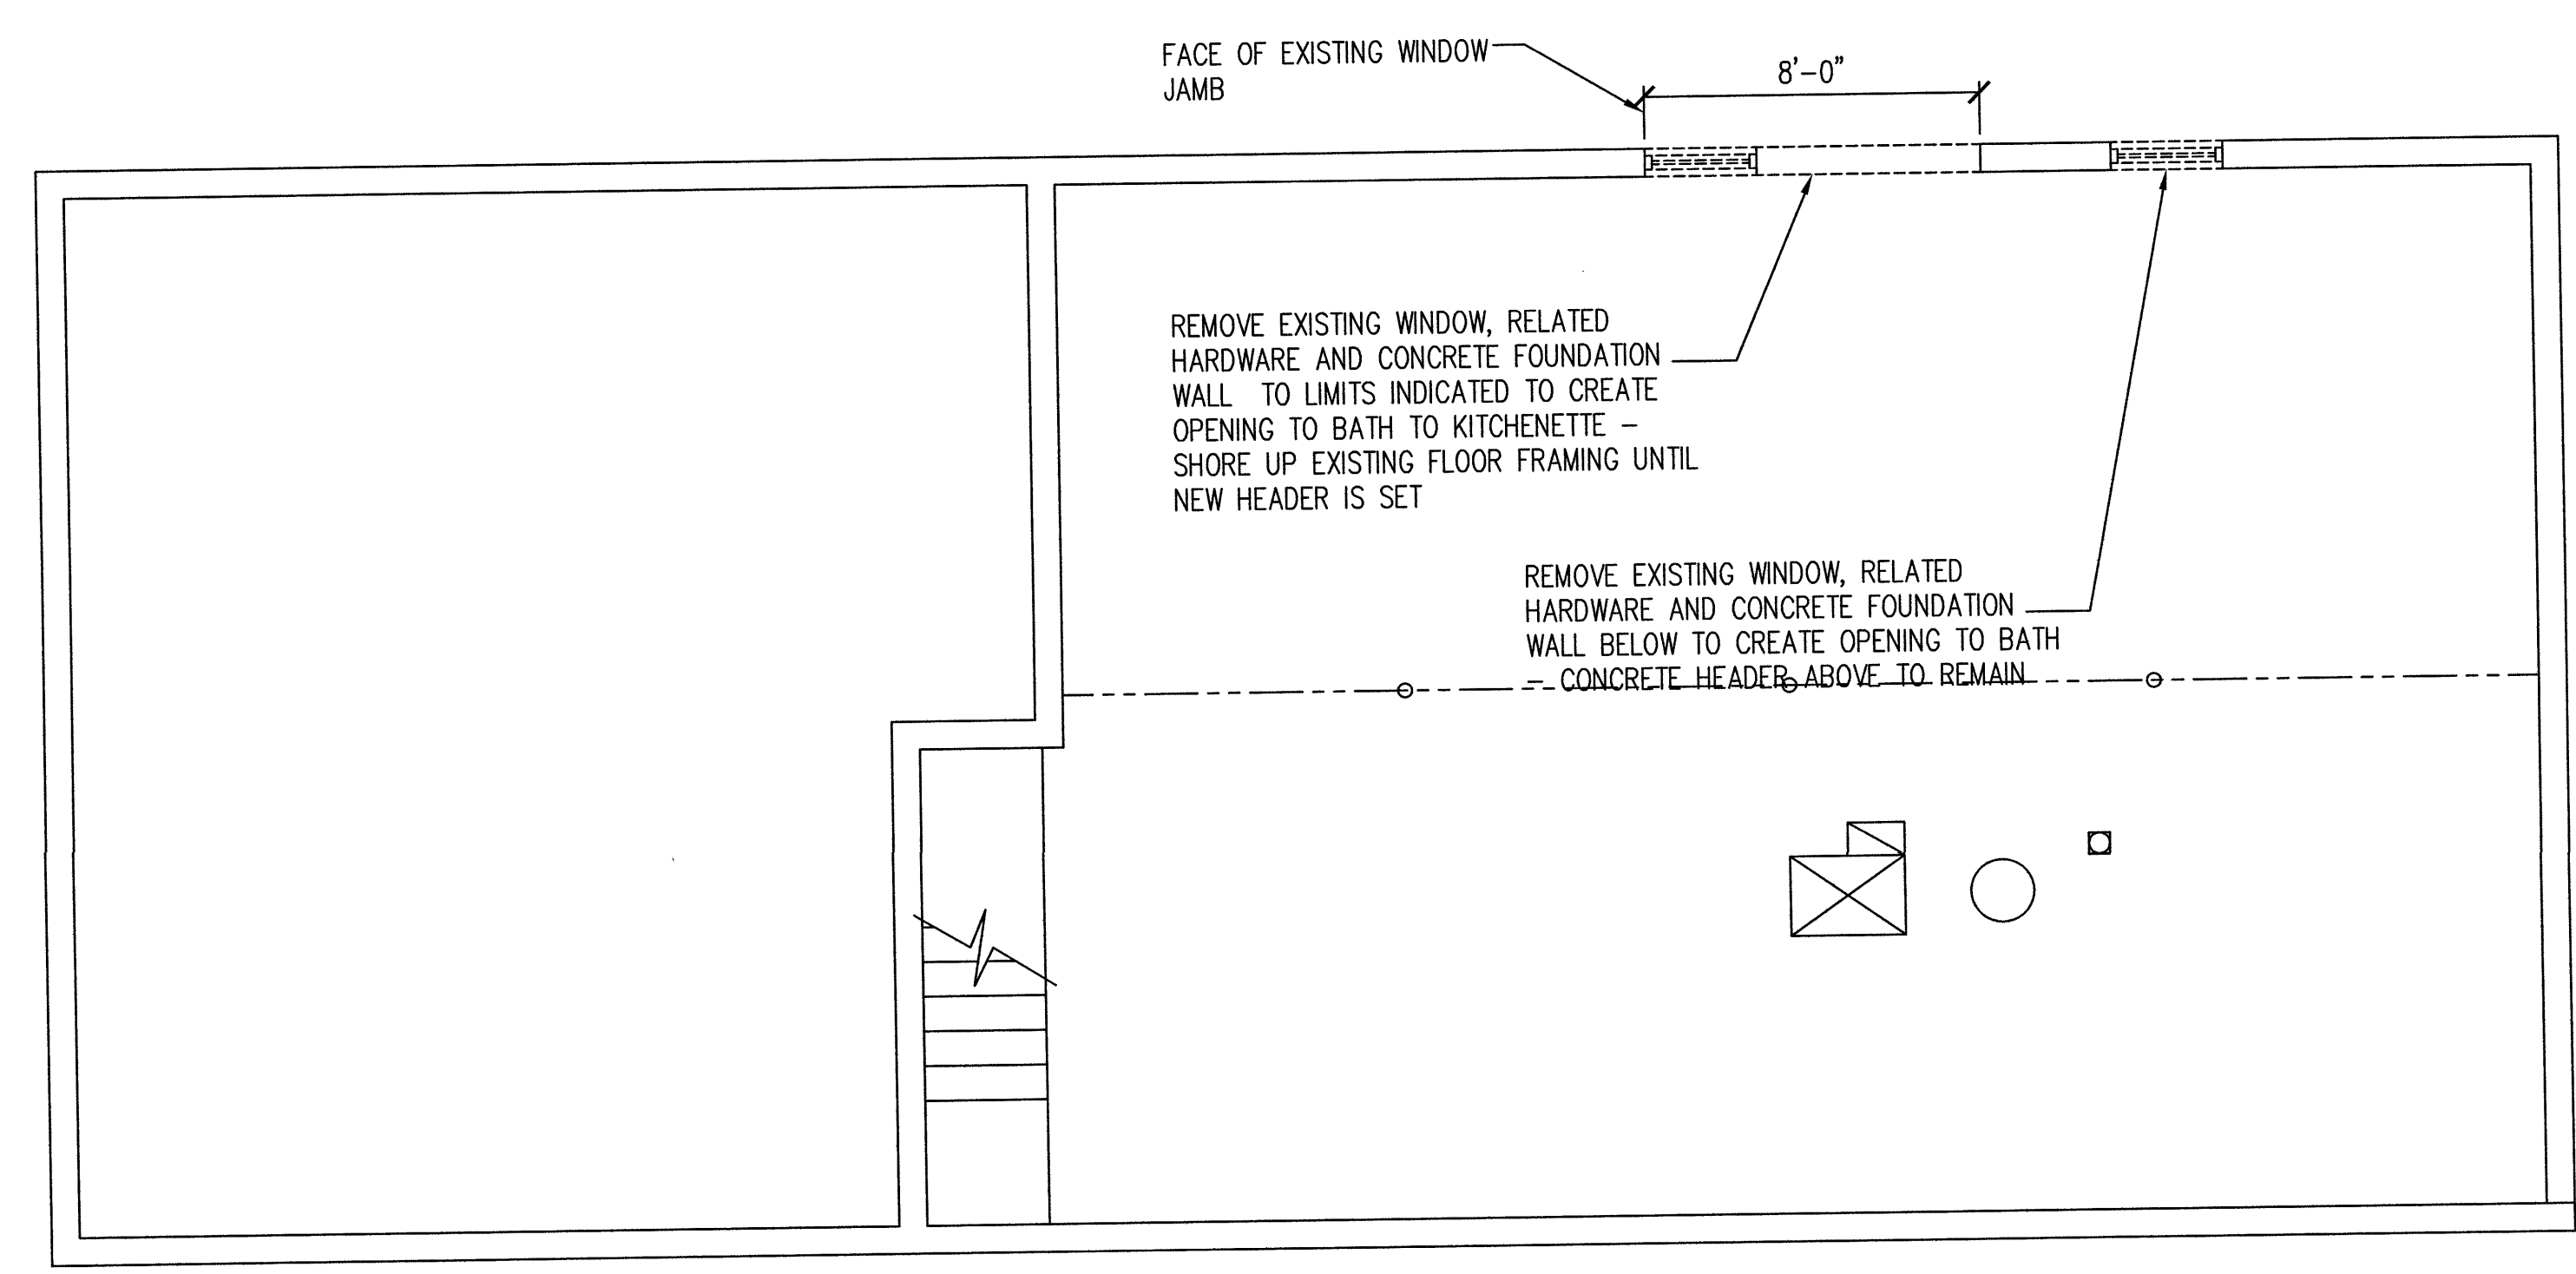 FACE OF EXISTING WINDOW
JAMB
8'-0"
REMOVE EXISTING WINDOW, RELATED
HARDWARE AND CONCRETE FOUNDATION
WALL TO LIMITS INDICATED TO CREATE
OPENING TO BATH TO KITCHENETTE -
SHORE UP EXISTING FLOOR FRAMING UNTIL
NEW HEADER IS SET
REMOVE EXISTING WINDOW, RELATED
HARDWARE AND CONCRETE FOUNDATION
WALL BELOW TO CREATE OPENING TO BATH
- CONCRETE HEADER ABOVE TO REMAIN